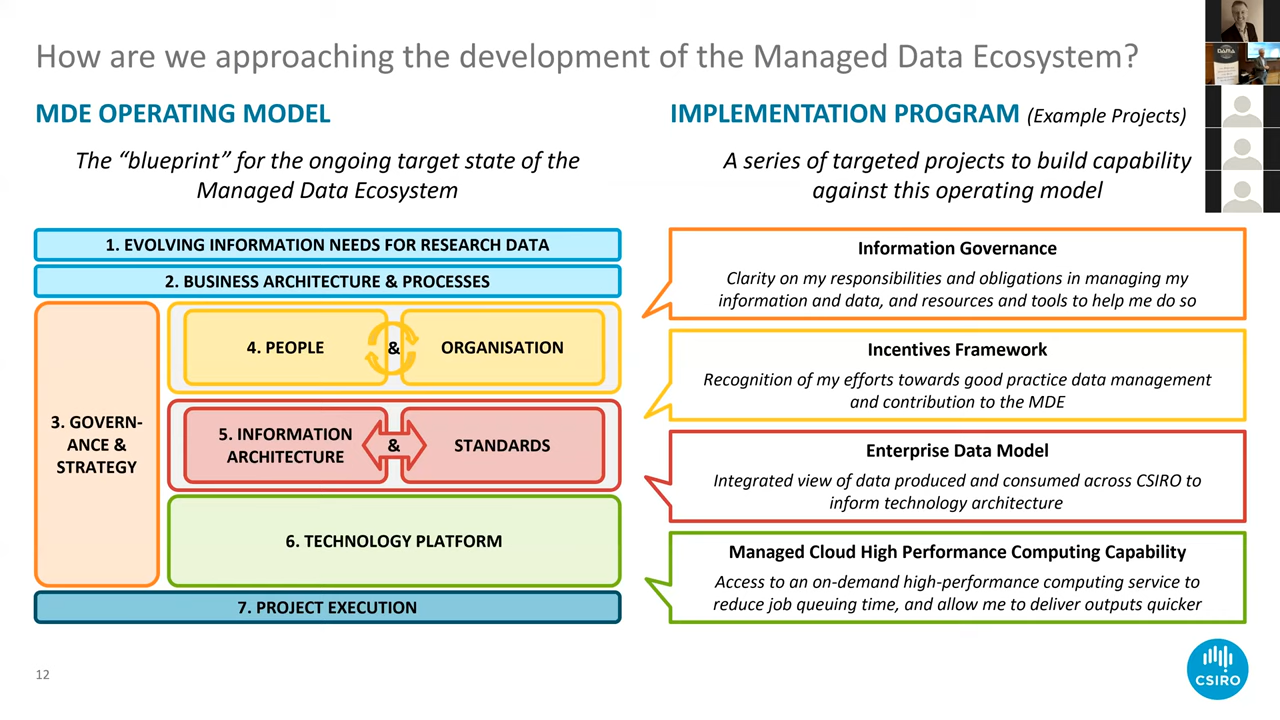 How are we approaching the development of the Managed Data Ecosystem?
MDE OPERATING MODEL
The “blueprint” for the ongoing target state of the
Managed Data Ecosystem
1. EVOLVING INFORMATION NEEDS FOR RESEARCH DATA
2. BUSINESS ARCHITECTURE & PROCESSES
3. GOVERN-
ANCE &
STRATEGY
4. PEOPLE & ORGANISATION
5. INFORMATION
ARCHITECTURE & STANDARDS
6. TECHNOLOGY PLATFORM
7. PROJECT EXECUTION
IMPLEMENTATION PROGRAM (Example Projects)
A series of targeted projects to build capability
against this operating model
Information Governance
Clarity on my responsibilities and obligations in managing my
information and data, and resources and tools to help me do so
Incentives Framework
Recognition of my efforts towards good practice data management
and contribution to the MDE
Enterprise Data Model
Integrated view of data produced and consumed across CSIRO to
inform technology architecture
Managed Cloud High Performance Computing Capability
Access to an on-demand high-performance computing service to
reduce job queuing time, and allow me to deliver outputs quicker
12
CSIRO